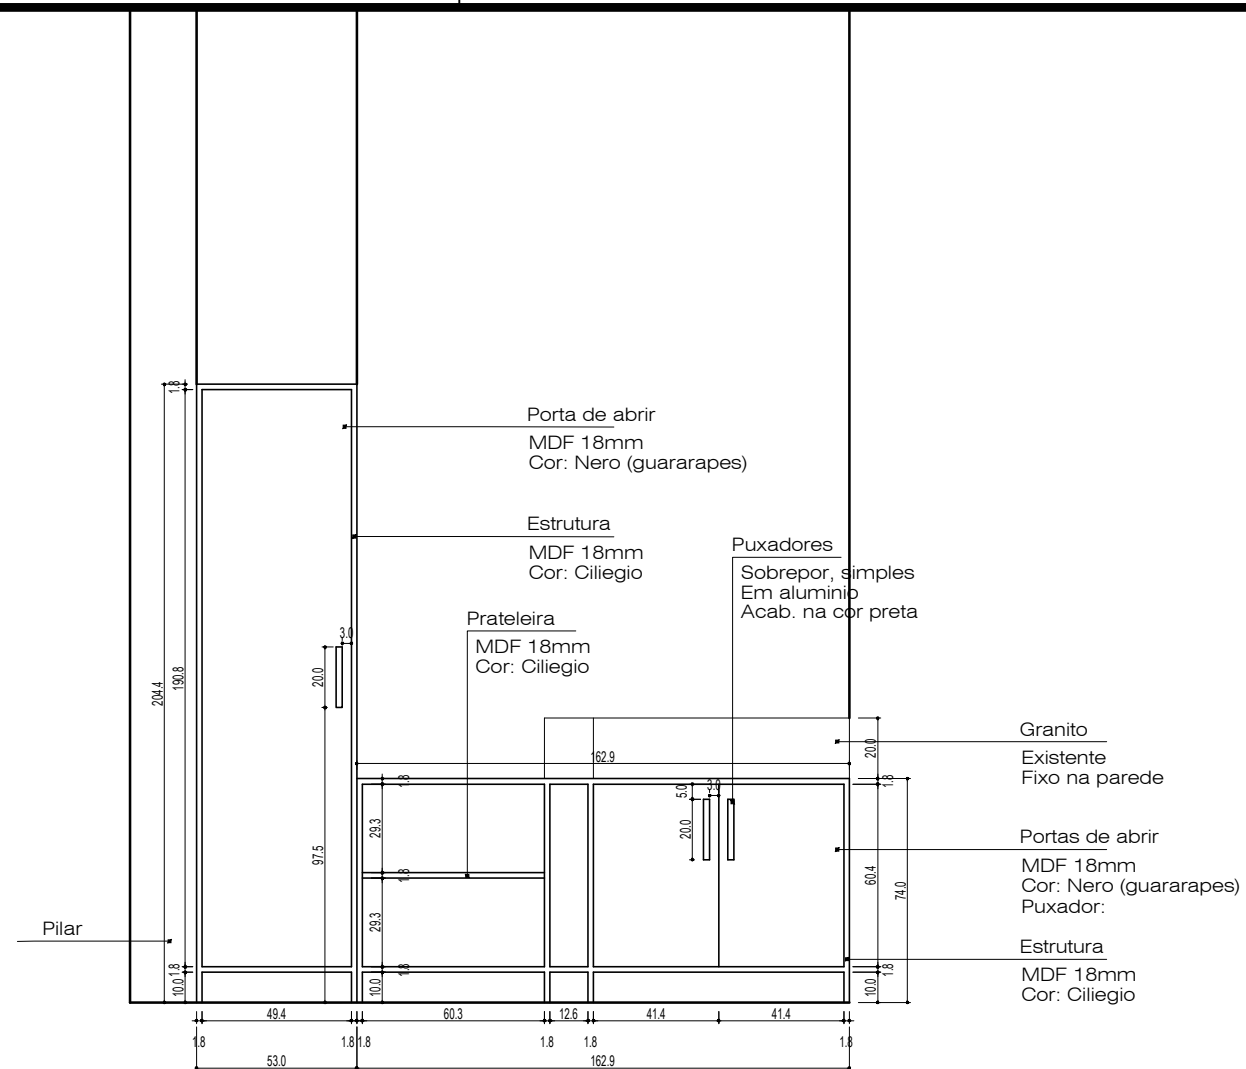 Porta de abrir
MDF 18mm
Cor: Nero (guararapes)
Estrutura
MDF 18mm
Cor: Ciliegio
Puxadores
Sobrepor, simples
Em aluminio
Acab. na cor preta
Prateleira
MDF 18mm
Cor: Ciliegio
Granito
Existente
Fixo na parede
Portas de abrir
MDF 18mm
Cor: Nero (guararapes)
Puxador:
Estrutura
MDF 18mm
Cor: Ciliegio
Pilar
1.8
204.4
190.8
1.8
10.0
3.0
20.0
97.5
162.9
1.8
29.3
1.8
29.3
1.8
10.0
5.0
3.0
20.0
20.0
1.8
60.4
74.0
1.8
10.0
49.4
60.3
12.6
41.4
41.4
1.8
1.8
1.8
1.8
1.8
1.8
53.0
162.9